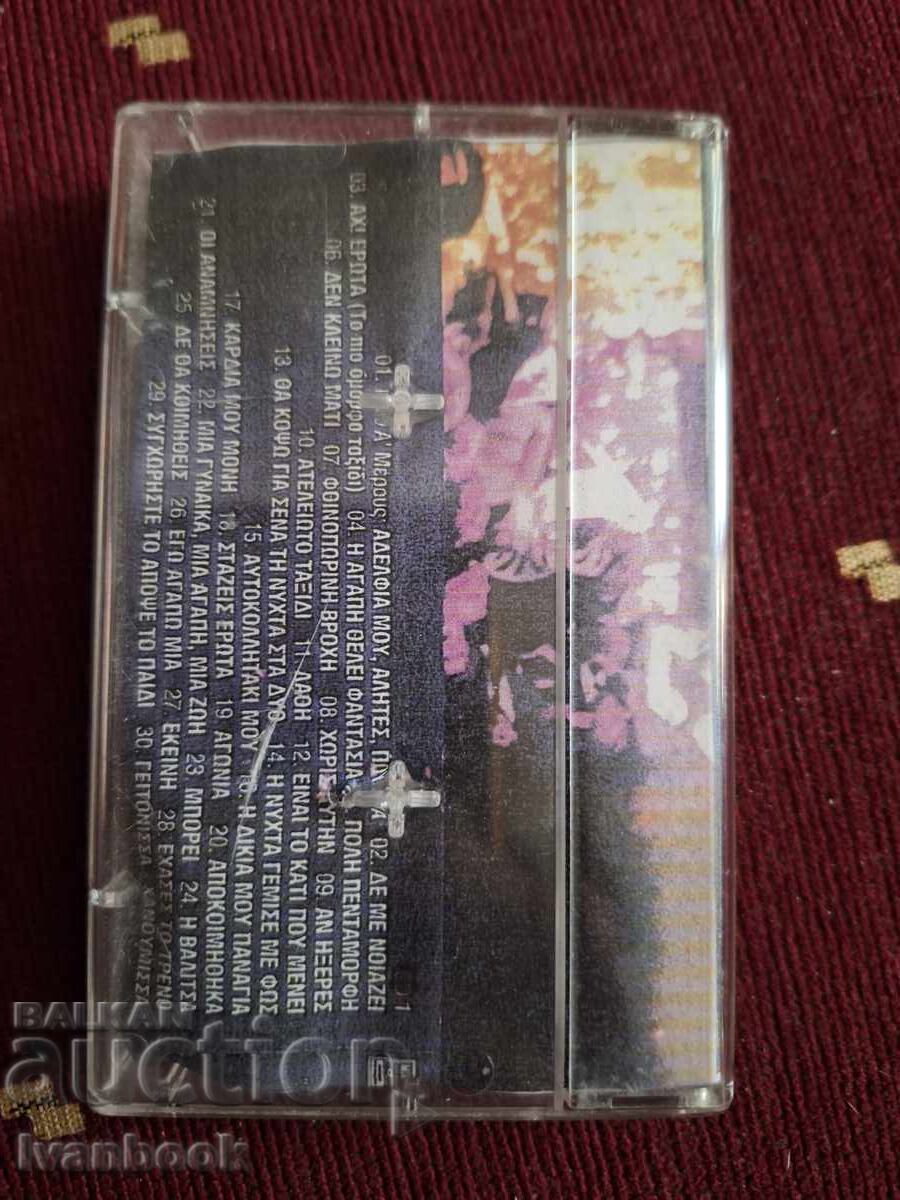 Μέρους: ΑΔΕΛΦΙΑ ΜΟΥ, ΑΛΗΤΕΣ, 02. ΔΕ ΜΕ ΝΟΙΑΖΕΙ
03. ΑΧ! ΕΡΩΤΑ (Το πιο όμορφο ταξίδι) 04. Η ΑΓΑΠΗ ΘΕΛΕΙ ΦΑΝΤΑΣΙΑ ΠΟΛΗ ΠΕΝΤΑΜΟΡΦΗ
06. ΔΕΝ ΚΛΕΙΝΩ ΜΑΤΙ 07. ΦΘΙΝΟΠΩΡΙΝΗ ΒΡΟΧΗ 08. ΧΩΡΙΣ ΑΥΤΗΝ 09. ΑΝ ΗΞΕΡΕΣ
10. ΑΤΕΛΕΙΩΤΟ ΤΑΞΙΔΙ 11. ΛΑΘΗ 12. ΕΙΝΑΙ ΤΟ ΚΑΤΙ ΠΟΥ ΜΕΝΕΙ
13. ΘΑ ΚΟΨΩ ΓΙΑ ΣΕΝΑ ΤΗ ΝΥΧΤΑ ΣΤΑ ΔΥΟ 14. Η ΝΥΧΤΑ ΓΕΜΙΣΕ ΜΕ ΦΩΣ
15. ΑΥΤΟΚΟΛΛΗΤΑΚΙ ΜΟΥ 16. Η ΔΙΚΙΑ ΜΟΥ ΠΑΝΑΓΙΑ
17. ΚΑΡΔΙΑ ΜΟΥ ΜΟΝΗ 18. ΣΤΑΖΕΙΣ ΕΡΩΤΑ 19. ΑΓΩΝΙΑ 20. ΑΠΟΚΟΙΜΗΘΗΚΑ
21. ΟΙ ΑΝΑΜΝΗΣΕΙΣ 22. ΜΙΑ ΓΥΝΑΙΚΑ, ΜΙΑ ΑΓΑΠΗ, ΜΙΑ ΖΩΗ 23. ΜΠΟΡΕΙ 24. Η ΒΑΛΙΤΣΑ
25. ΔΕ ΘΑ ΚΟΙΜΗΘΕΙΣ 26. ΕΓΩ ΑΓΑΠΩ ΜΙΑ 27. ΕΚΕΙΝΗ 28. ΕΧΑΣΕΣ ΤΟ ΤΡΕΝΟ
29. ΣΥΓΧΩΡΗΣΤΕ ΤΟ ΑΠΟΨΕ ΤΟ ΠΑΙΔΙ 30. ΓΕΙΤΟΝΙΣΣΑ ΧΑΝΟΥΜΙΣΣΑ
BALKAN
auction
Ivanbook